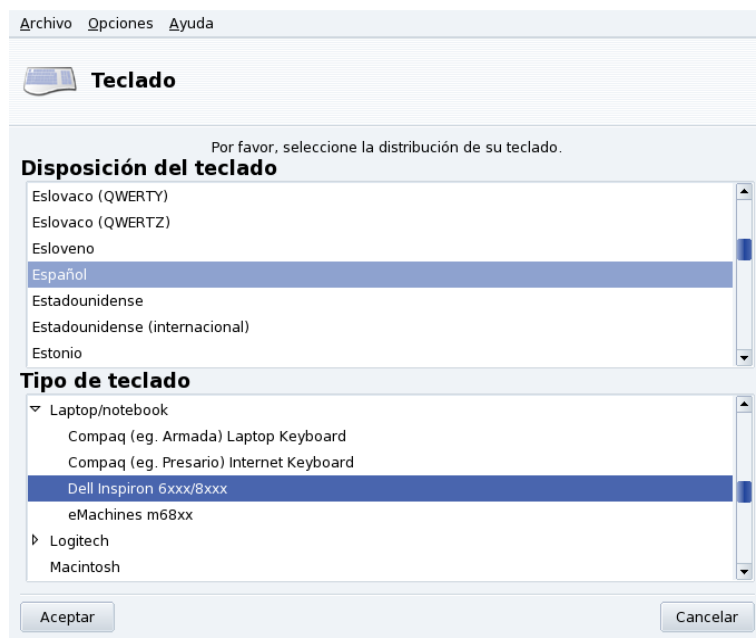 Archivo Opciones Ayuda
Teclado
Por favor, seleccione la distribución de su teclado.
Disposición del teclado
Eslovaco (QWERTY)
Eslovaco (QWERTZ)
Esloveno
Español
Estadounidense
Estadounidense (internacional)
Estonio
Tipo de teclado
Laptop/notebook
Compaq (eg. Armada) Laptop Keyboard
Compaq (eg. Presario) Internet Keyboard
Dell Inspiron 6xxx/8xxx
eMachines m68xx
Logitech
Macintosh
Aceptar Cancelar